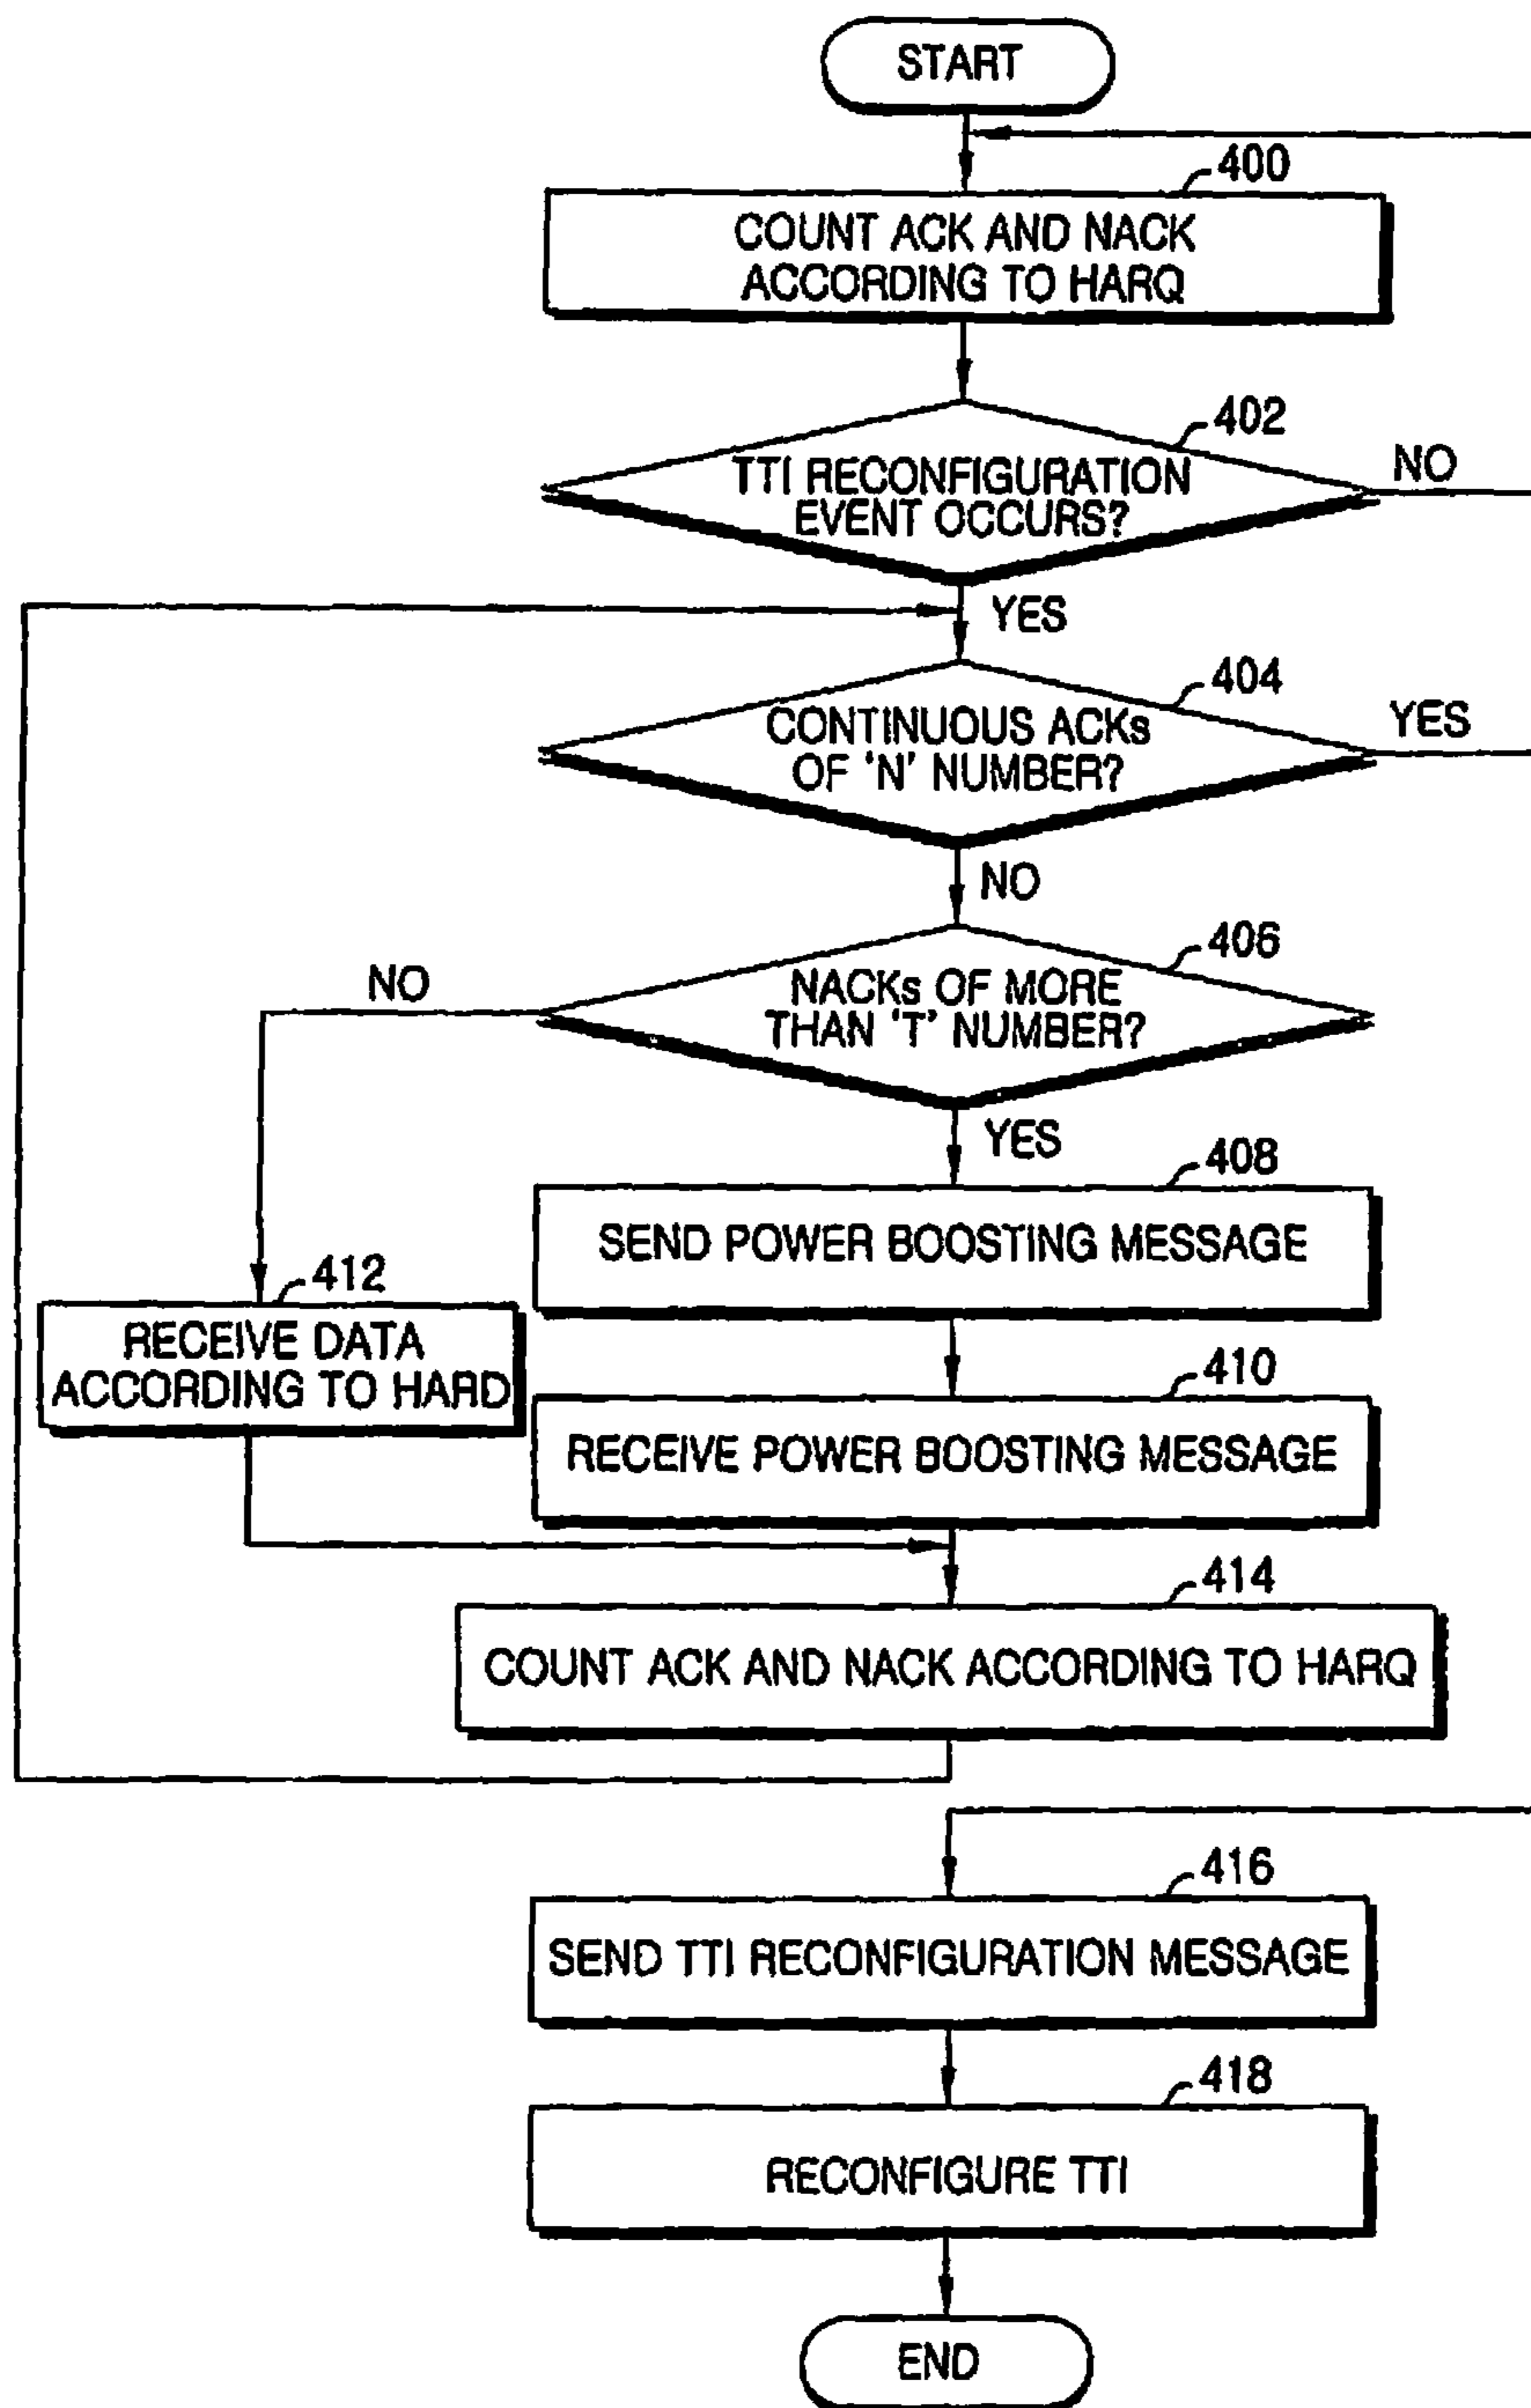 START
400
COUNT ACK AND NACK
ACCORDING TO HARQ
402
TTI RECONFIGURATION
EVENT OCCURS?
NO
YES
404
CONTINUOUS ACKs
OF 'N' NUMBER?
YES
NO
406
NACKs OF MORE
THAN 'T' NUMBER?
NO
YES
408
SEND POWER BOOSTING MESSAGE
412
RECEIVE DATA
ACCORDING TO HARD
410
RECEIVE POWER BOOSTING MESSAGE
414
COUNT ACK AND NACK ACCORDING TO HARQ
416
SEND TTI RECONFIGURATION MESSAGE
418
RECONFIGURE TTI
END